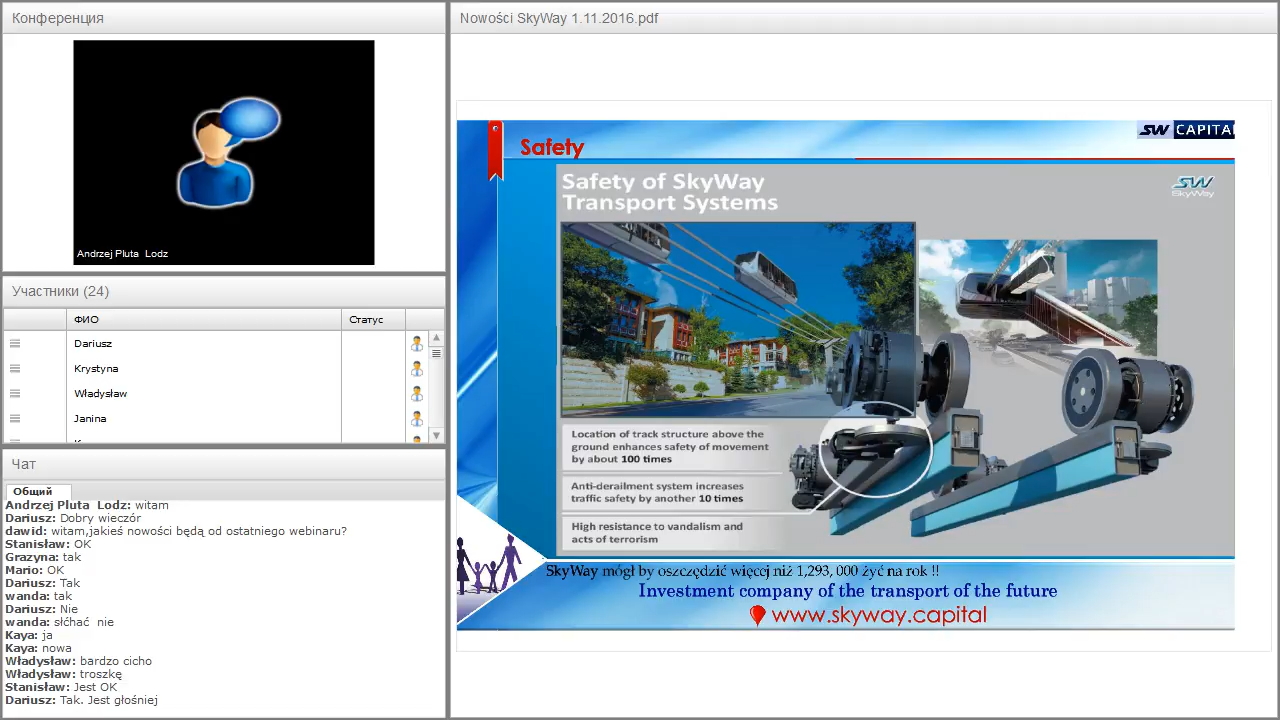 Конференция
Andrzej Pluta Lodz
Участники (24)
ФИО Статус
Dariusz
Krystyna
Władysław
Janina
Чат
Общий
Andrzej Pluta Lodz: witam
Dariusz: Dobry wieczór
dawid: witam,jakieś nowości będą od ostatniego webinaru?
Stanisław: OK
Grazyna: tak
Mario: OK
Dariusz: Tak
wanda: tak
Dariusz: Nie
wanda: słćhać nie
Kaya: ja
Kaya: nowa
Władysław: bardzo cicho
Władysław: troszkę
Stanisław: Jest OK
Dariusz: Tak. Jest głośniej
Nowości SkyWay 1.11.2016.pdf
SW CAPITA
Safety
Safety of SkyWay
Transport Systems
SW
SkyWay
Location of track structure above the
ground enhances safety of movement
by about 100 times
Anti-derailment system increases
traffic safety by another 10 times
High resistance to vandalism and
acts of terrorism
SkyWay mógł by oszczędzić więcej niż 1,293, 000 żyć na rok !!
Investment company of the transport of the future
www.skyway.capital